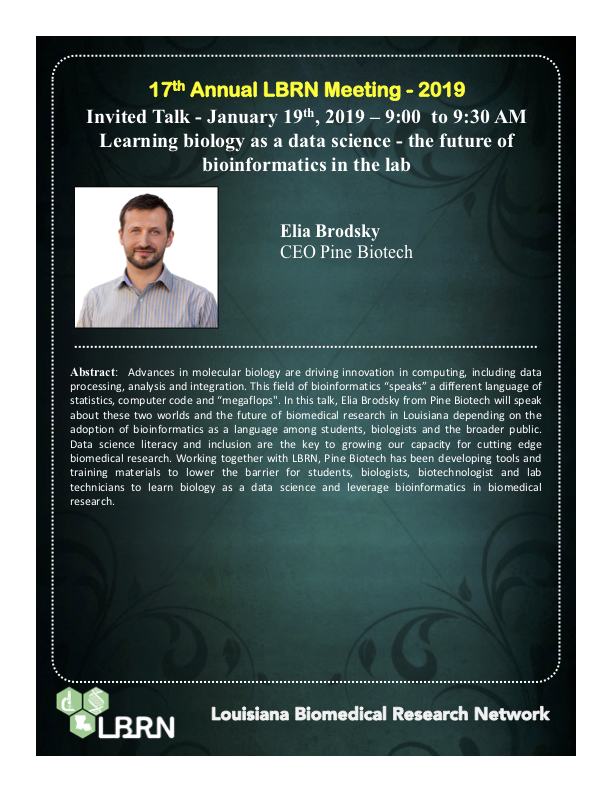 17th Annual LBRN Meeting - 2019
Invited Talk - January 19th, 2019 – 9:00 to 9:30 AM
Learning biology as a data science - the future of
bioinformatics in the lab
Elia Brodsky
CEO Pine Biotech
Abstract: Advances in molecular biology are driving innovation in computing, including data
processing, analysis and integration. This field of bioinformatics “speaks” a different language of
statistics, computer code and “megaflops". In this talk, Elia Brodsky from Pine Biotech will speak
about these two worlds and the future of biomedical research in Louisiana depending on the
adoption of bioinformatics as a language among students, biologists and the broader public.
Data science literacy and inclusion are the key to growing our capacity for cutting edge
biomedical research. Working together with LBRN, Pine Biotech has been developing tools and
training materials to lower the barrier for students, biologists, biotechnologist and lab
technicians to learn biology as a data science and leverage bioinformatics in biomedical
research.
LBRN
Louisiana Biomedical Research Network